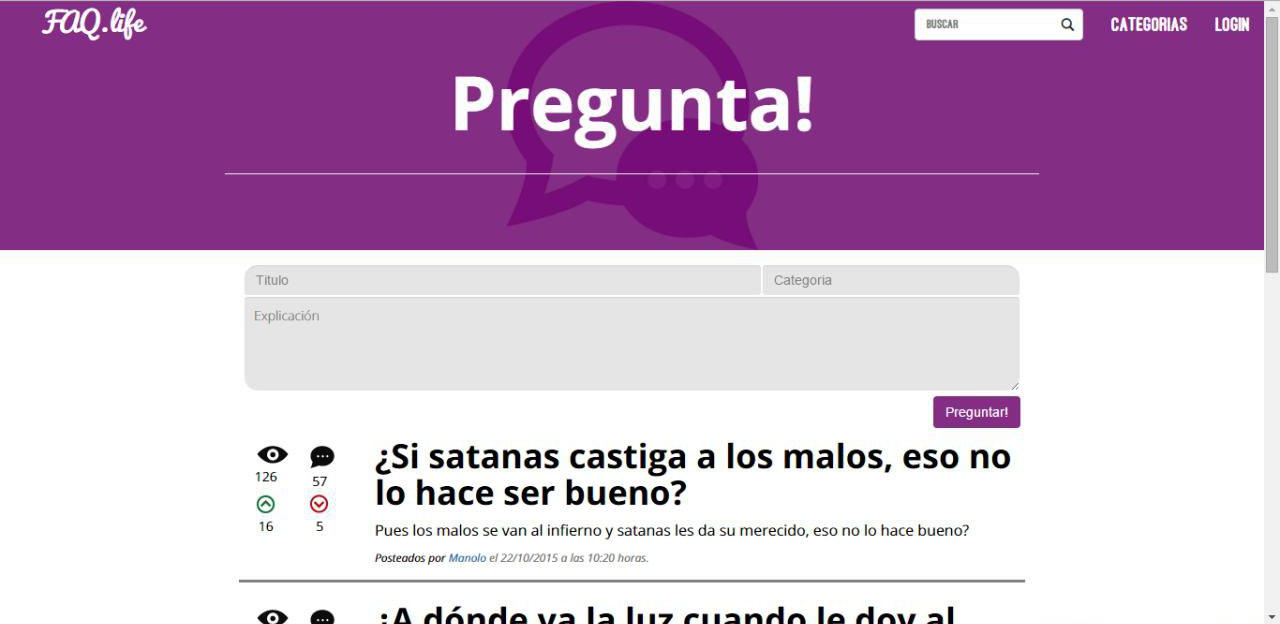 FAQ.life
BUSCAR
CATEGORIAS
LOGIN
Pregunta!
Titulo
Categoria
Explicación
Preguntar!
126
57
16
5
¿Si satanas castiga a los malos, eso no
lo hace ser bueno?
Pues los malos se van al infierno y satanas les da su merecido, eso no lo hace bueno?
Posteados por Manolo el 22/10/2015 a las 10:20 horas.
¿A dónde va la luz cuando le doy al